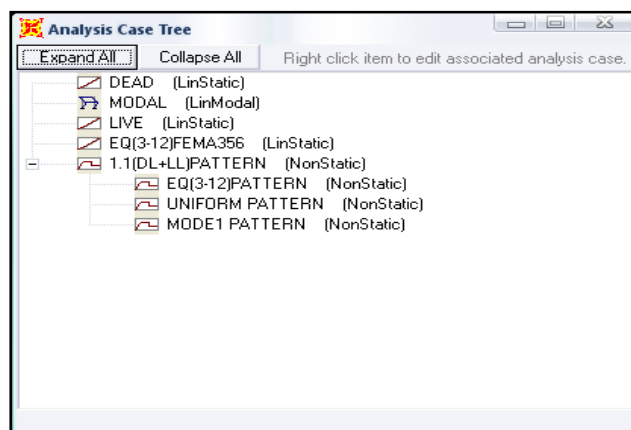 Analysis Case Tree
Expand All Collapse All Right click item to edit associated analysis case.
DEAD (LinStatic)
MODAL (LinModal)
LIVE (LinStatic)
EQ(3-12)FEMA356 (LinStatic)
1.1(DL+LL)PATTERN (NonStatic)
EQ(3-12)PATTERN (NonStatic)
UNIFORM PATTERN (NonStatic)
MODE1 PATTERN (NonStatic)